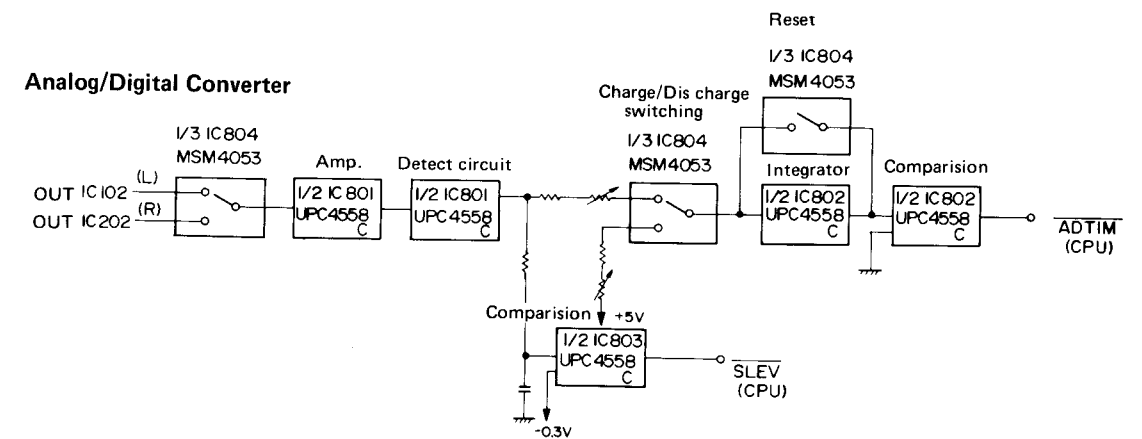 Analog/Digital Converter
Reset
1/3 IC804
MSM4053
Charge/Dis charge
switching
1/3 IC804
MSM4053
1/3 IC804
MSM4053
Amp.
Detect circuit
Integrator
Comparision
OUT IC102 (L)
OUT IC202 (R)
1/2 IC801
UPC4558
C
1/2 IC801
UPC4558
C
1/2 IC802
UPC4558
C
1/2 IC802
UPC4558
C
ADTIM
(CPU)
Comparision
+5V
1/2 IC803
UPC4558
C
SLEV
(CPU)
-0.3V